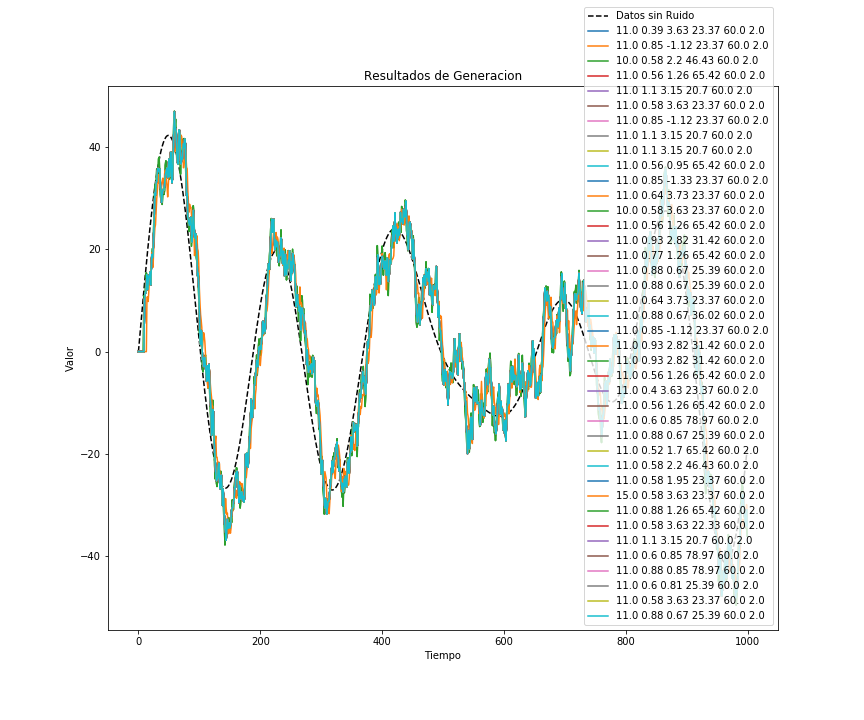 Resultados de Generacion
Valor
40
20
0
−20
−40
0
200
400
600
800
1000
Tiempo
Datos sin Ruido
11.0 0.39 3.63 23.37 60.0 2.0
11.0 0.85 -1.12 23.37 60.0 2.0
10.0 0.58 2.2 46.43 60.0 2.0
11.0 0.56 1.26 65.42 60.0 2.0
11.0 1.1 3.15 20.7 60.0 2.0
11.0 0.58 3.63 23.37 60.0 2.0
11.0 0.85 -1.12 23.37 60.0 2.0
11.0 1.1 3.15 20.7 60.0 2.0
11.0 1.1 3.15 20.7 60.0 2.0
11.0 0.56 0.95 65.42 60.0 2.0
11.0 0.85 -1.33 23.37 60.0 2.0
11.0 0.64 3.73 23.37 60.0 2.0
10.0 0.58 3.63 23.37 60.0 2.0
11.0 0.56 1.26 65.42 60.0 2.0
11.0 0.93 2.82 31.42 60.0 2.0
11.0 0.77 1.26 65.42 60.0 2.0
11.0 0.88 0.67 25.39 60.0 2.0
11.0 0.88 0.67 25.39 60.0 2.0
11.0 0.64 3.73 23.37 60.0 2.0
11.0 0.88 0.67 36.02 60.0 2.0
11.0 0.85 -1.12 23.37 60.0 2.0
11.0 0.93 2.82 31.42 60.0 2.0
11.0 0.93 2.82 31.42 60.0 2.0
11.0 0.56 1.26 65.42 60.0 2.0
11.0 0.4 3.63 23.37 60.0 2.0
11.0 0.56 1.26 65.42 60.0 2.0
11.0 0.6 0.85 78.97 60.0 2.0
11.0 0.88 0.67 25.39 60.0 2.0
11.0 0.52 1.7 65.42 60.0 2.0
11.0 0.58 2.2 46.43 60.0 2.0
11.0 0.58 1.95 23.37 60.0 2.0
15.0 0.58 3.63 23.37 60.0 2.0
11.0 0.88 1.26 65.42 60.0 2.0
11.0 0.58 3.63 22.33 60.0 2.0
11.0 1.1 3.15 20.7 60.0 2.0
11.0 0.6 0.85 78.97 60.0 2.0
11.0 0.88 0.85 78.97 60.0 2.0
11.0 0.6 0.81 25.39 60.0 2.0
11.0 0.58 3.63 23.37 60.0 2.0
11.0 0.88 0.67 25.39 60.0 2.0